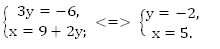 {3y = -6, <=> {y = -2,
x = 9 + 2y; x = 5.